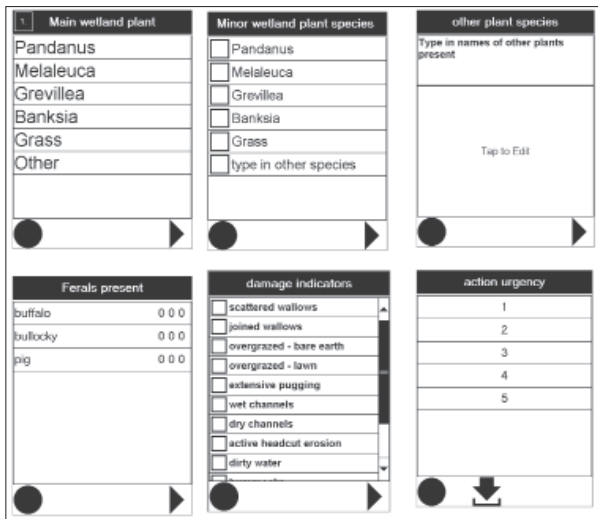 1. Main wetland plant
Pandanus
Melaleuca
Grevillea
Banksia
Grass
Other
Minor wetland plant species
Pandanus
Melaleuca
Grevillea
Banksia
Grass
type in other species
other plant species
Type in names of other plants
present
Tap to Edit
Ferals present
buffalo 0 0 0
bullocky 0 0 0
pig 0 0 0
damage indicators
scattered wallows
joined wallows
overgrazed - bare earth
overgrazed - lawn
extensive pugging
wet channels
dry channels
active headcut erosion
dirty water
action urgency
1
2
3
4
5